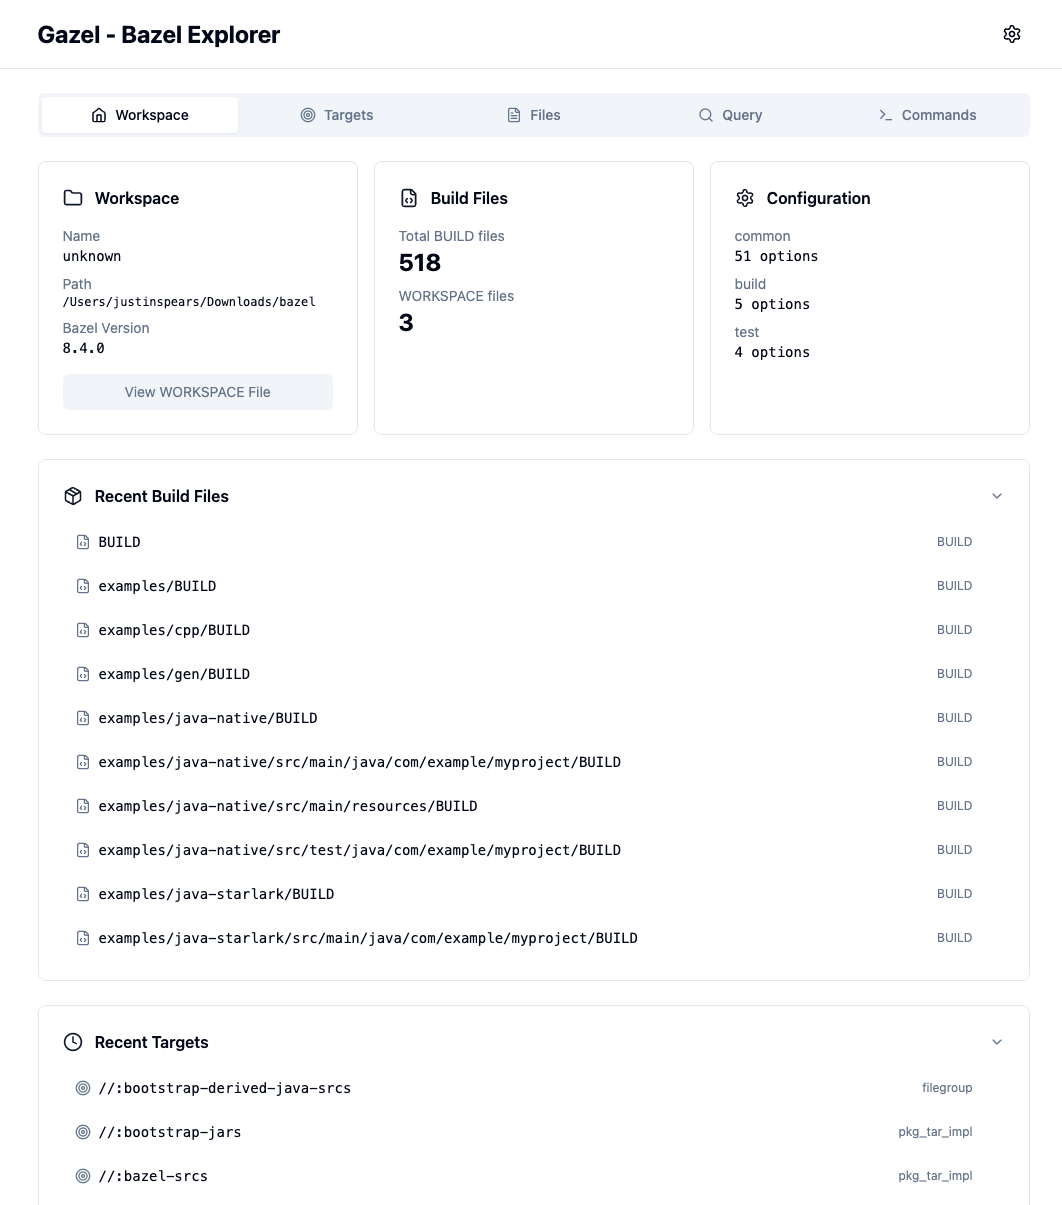 Gazel - Bazel Explorer
Workspace Targets Files Query Commands
Workspace
Name
unknown
Path
/Users/justinspears/Downloads/bazel
Bazel Version
8.4.0
View WORKSPACE File
Build Files
Total BUILD files
518
WORKSPACE files
3
Configuration
common
51 options
build
5 options
test
4 options
Recent Build Files
BUILD BUILD
examples/BUILD BUILD
examples/cpp/BUILD BUILD
examples/gen/BUILD BUILD
examples/java-native/BUILD BUILD
examples/java-native/src/main/java/com/example/myproject/BUILD BUILD
examples/java-native/src/main/resources/BUILD BUILD
examples/java-native/src/test/java/com/example/myproject/BUILD BUILD
examples/java-starlark/BUILD BUILD
examples/java-starlark/src/main/java/com/example/myproject/BUILD BUILD
Recent Targets
//:bootstrap-derived-java-srcs filegroup
//:bootstrap-jars pkg_tar_impl
//:bazel-srcs pkg_tar_impl